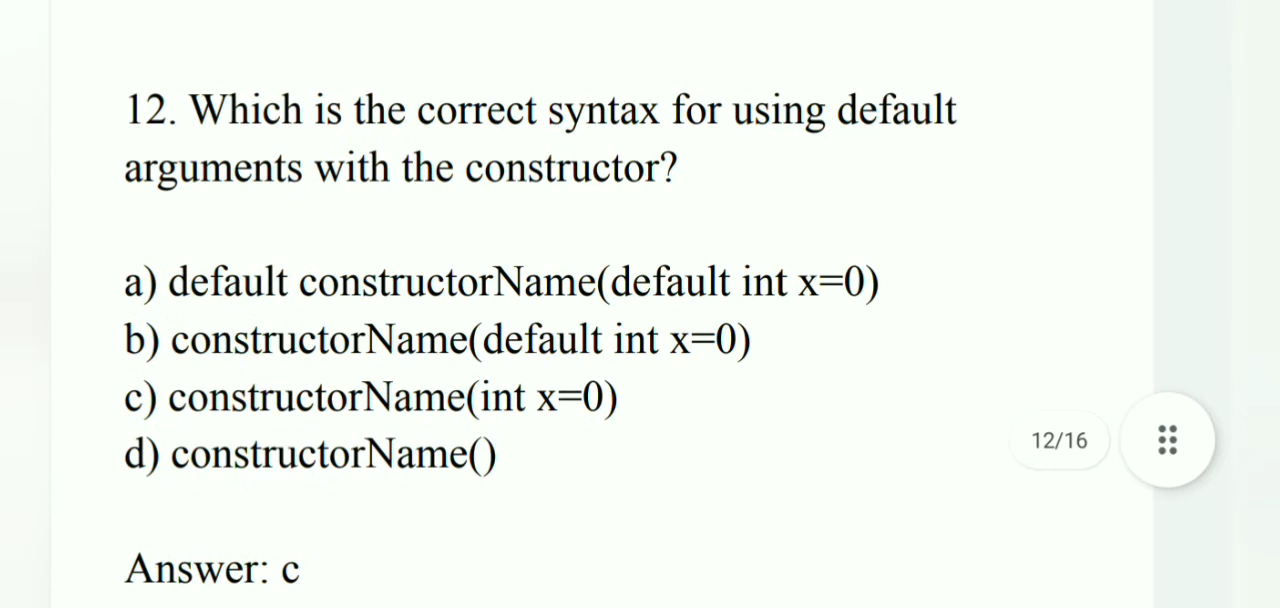 12. Which is the correct syntax for using default
arguments with the constructor?
a) default constructorName(default int x=0)
b) constructorName(default int x=0)
c) constructorName(int x=0)
d) constructorName()
12/16
Answer: c